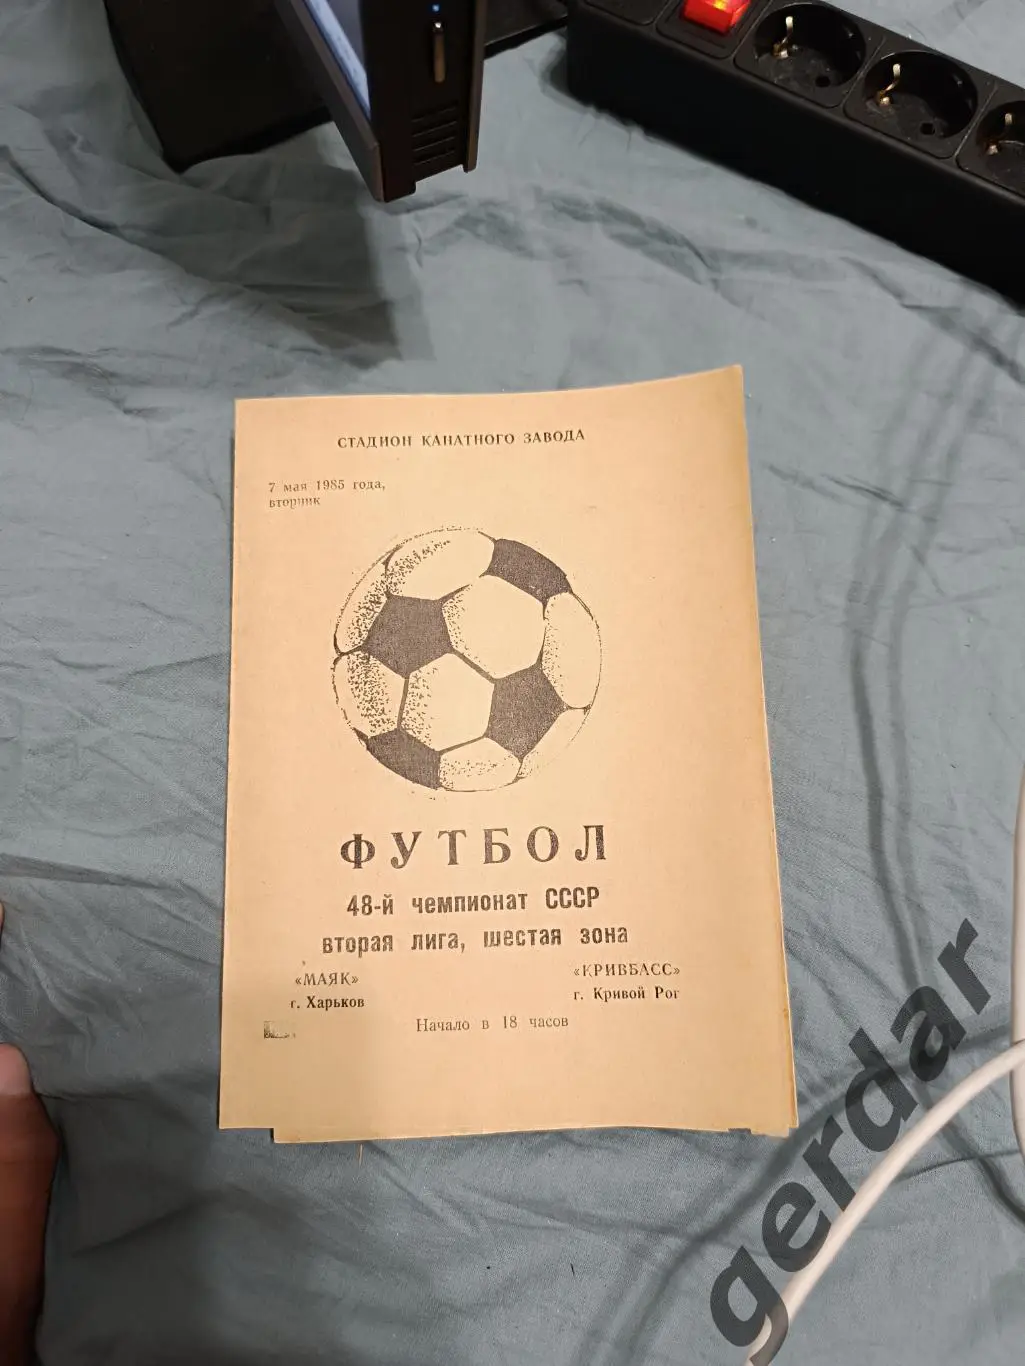 СТАДИОН КАНАТНОГО ЗАВОДА
7 мая 1985 года,
вторник
ФУТБОЛ
48-й чемпионат СССР
вторая лига, шестая зона
«МАЯК» «КРИВБАСС»
г. Харьков г. Кривой Рог
Начало в 18 часов
gerdar